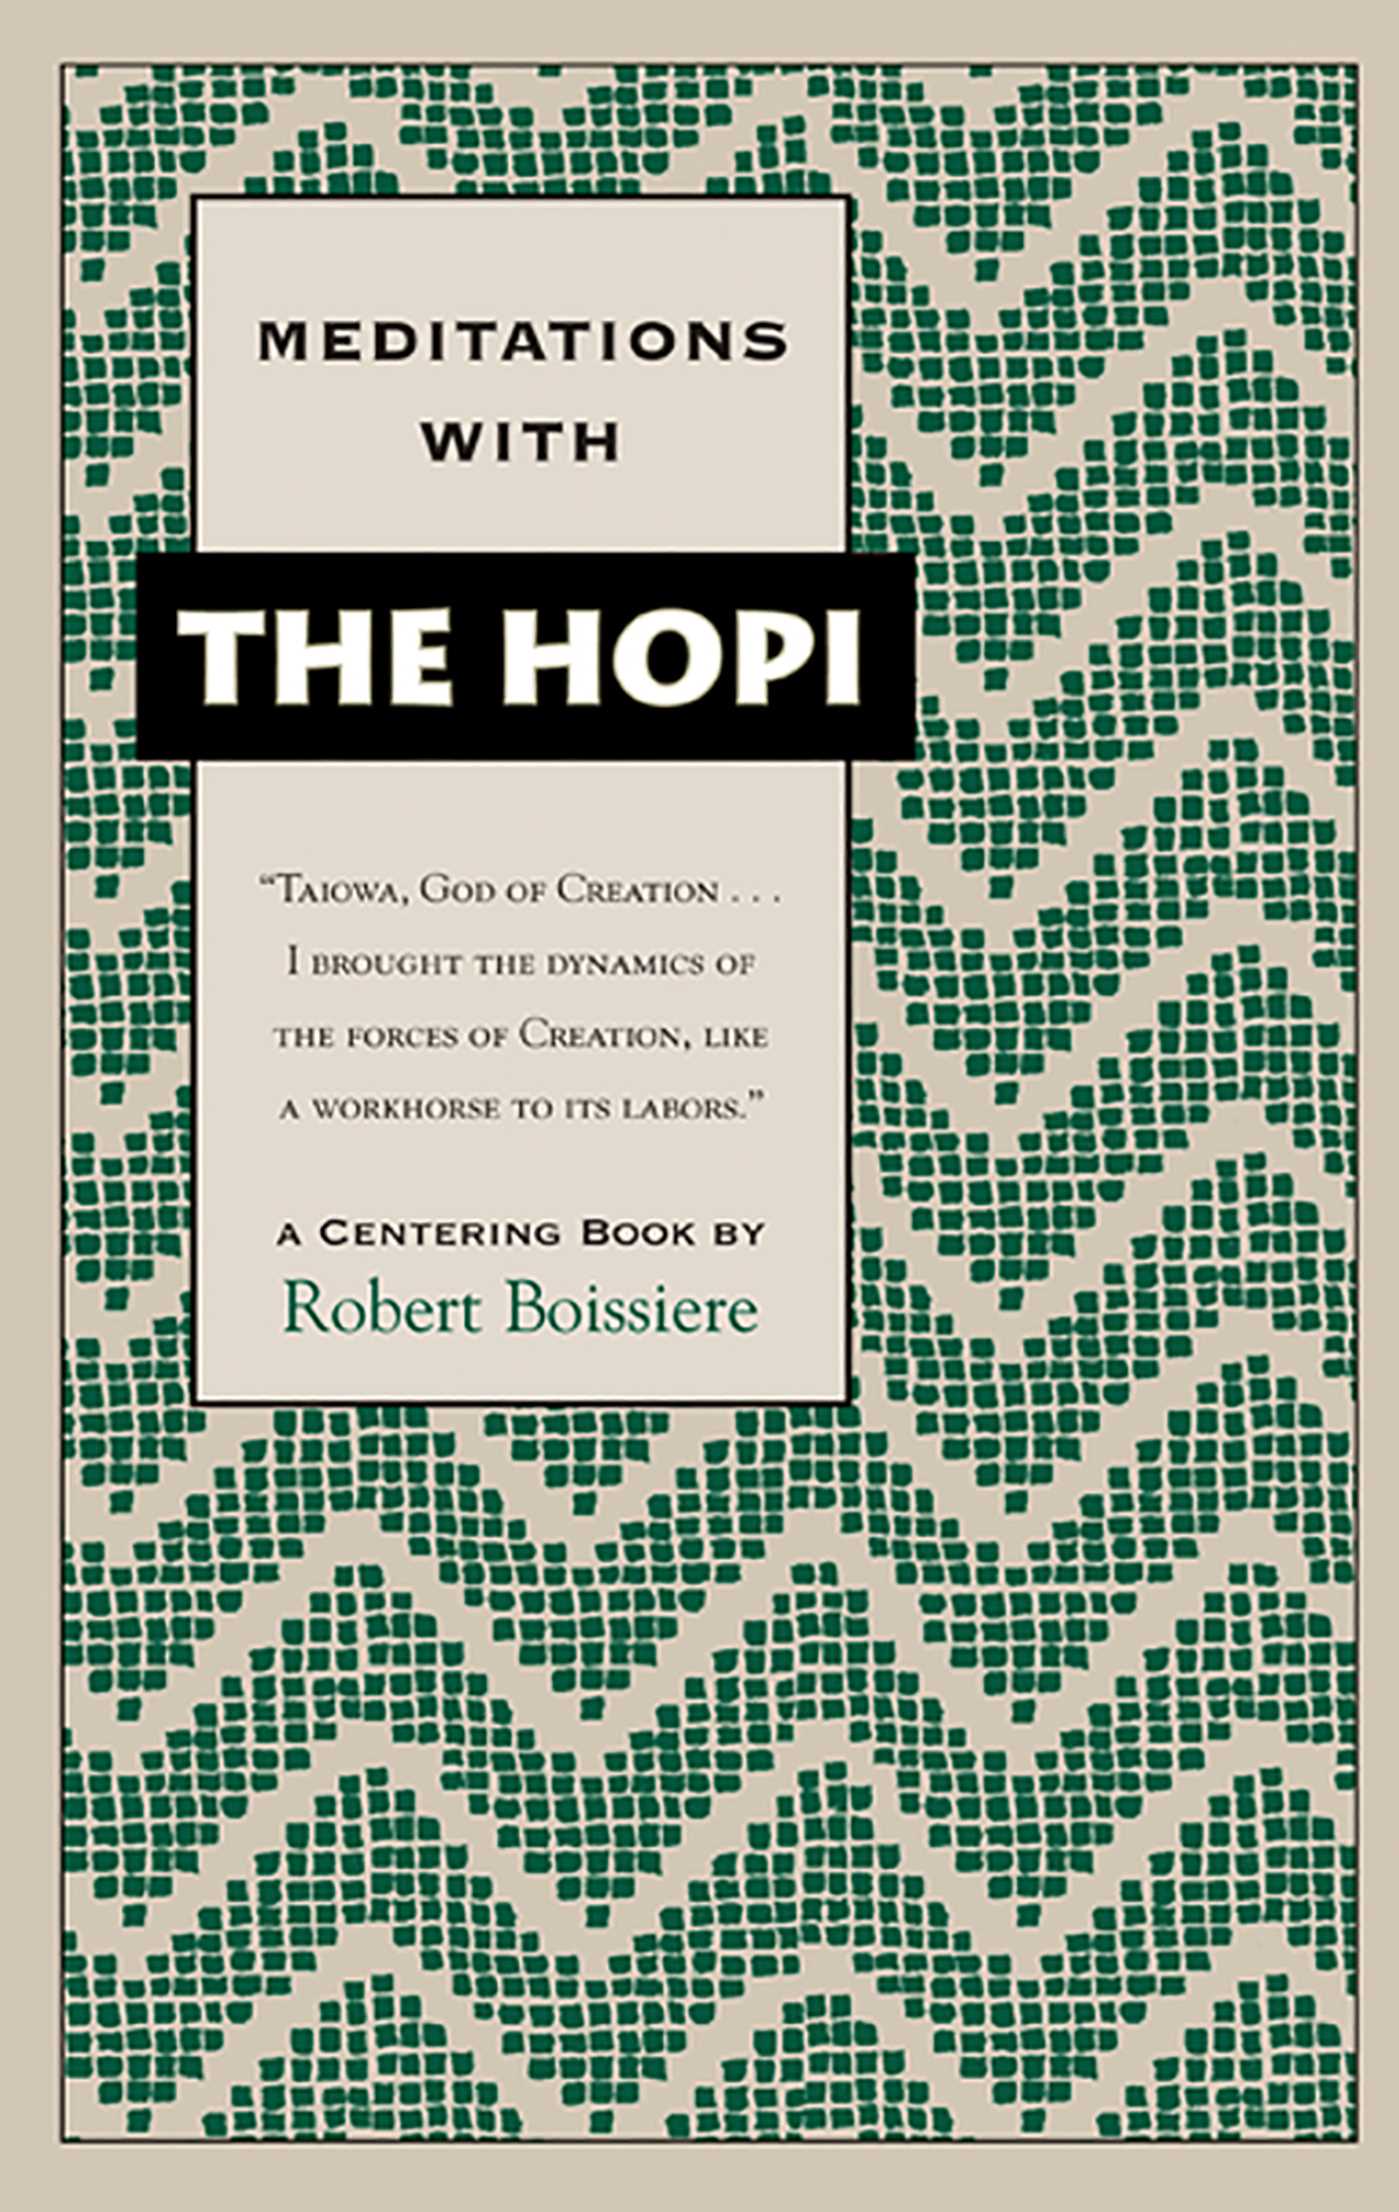 MEDITATIONS
WITH
THE HOPI
“TAIOWA, GOD OF CREATION . . .
I BROUGHT THE DYNAMICS OF
THE FORCES OF CREATION, LIKE
A WORKHORSE TO ITS LABORS.”
A CENTERING BOOK BY
Robert Boissiere